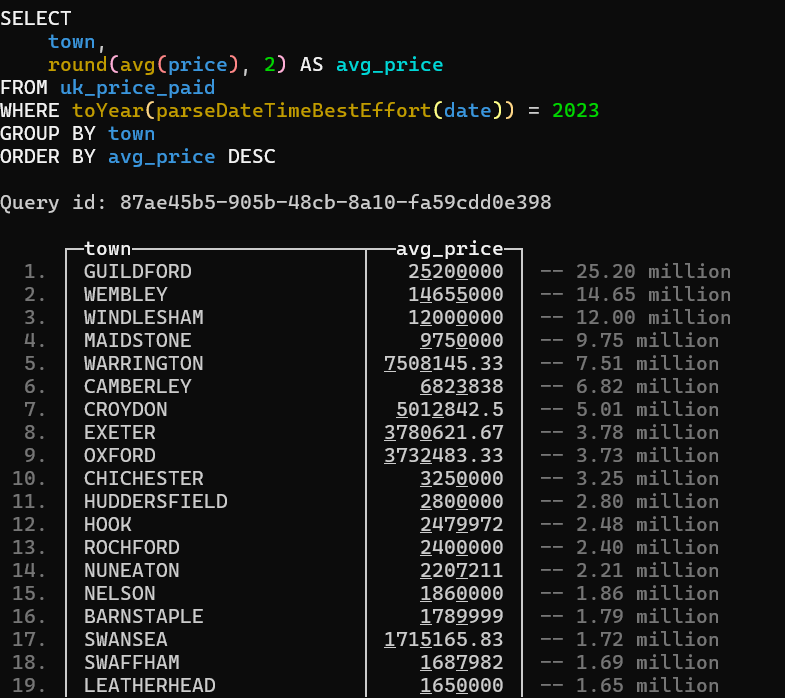 SELECT
    town,
    round(avg(price), 2) AS avg_price
FROM uk_price_paid
WHERE toYear(parseDateTimeBestEffort(date)) = 2023
GROUP BY town
ORDER BY avg_price DESC

Query id: 87ae45b5-905b-48cb-8a10-fa59cdd0e398

town avg_price
1. GUILDFORD 25200000 -- 25.20 million
2. WEMBLEY 14655000 -- 14.65 million
3. WINDLESHAM 12000000 -- 12.00 million
4. MAIDSTONE 9750000 -- 9.75 million
5. WARRINGTON 7508145.33 -- 7.51 million
6. CAMBERLEY 6823838 -- 6.82 million
7. CROYDON 5012842.5 -- 5.01 million
8. EXETER 3780621.67 -- 3.78 million
9. OXFORD 3732483.33 -- 3.73 million
10. CHICHESTER 3250000 -- 3.25 million
11. HUDDERSFIELD 2800000 -- 2.80 million
12. HOOK 2479972 -- 2.48 million
13. ROCHFORD 2400000 -- 2.40 million
14. NUNEATON 2207211 -- 2.21 million
15. NELSON 1860000 -- 1.86 million
16. BARNSTAPLE 1789999 -- 1.79 million
17. SWANSEA 1715165.83 -- 1.72 million
18. SWAFFHAM 1687982 -- 1.69 million
19. LEATHERHEAD 1650000 -- 1.65 million